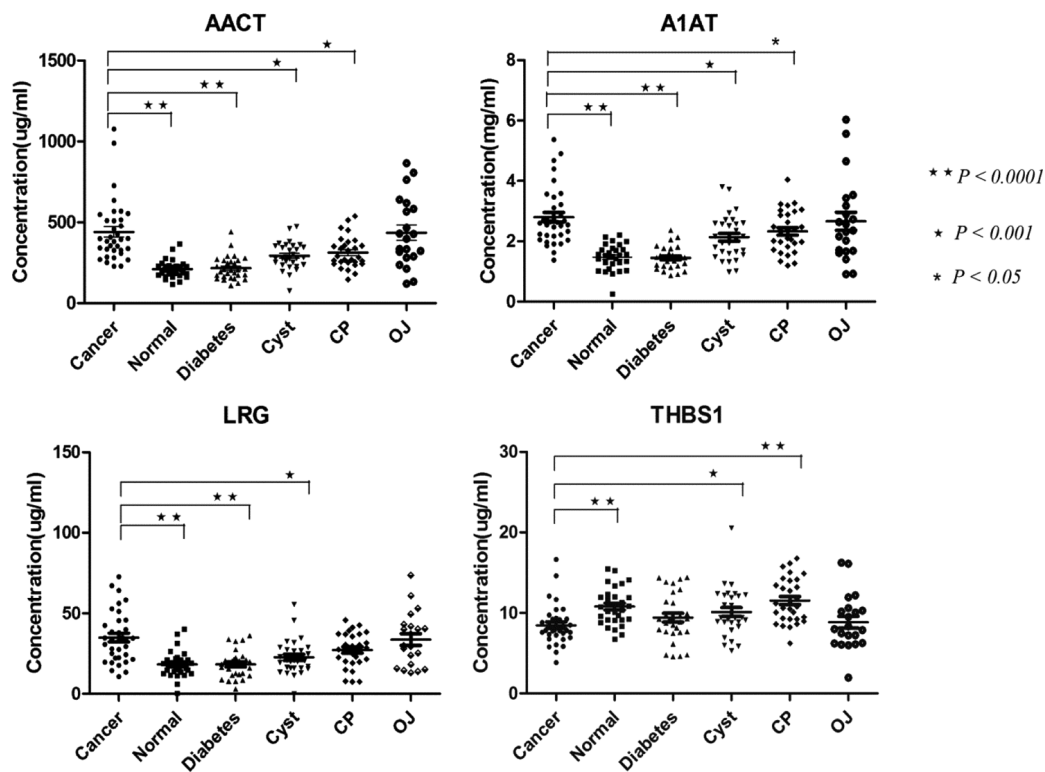 AACT
A1AT
Concentration(ug/ml)
1500
1000
500
0
★
★
★ ★
★ ★
Cancer
Normal
Diabetes
Cyst
CP
OJ
Concentration(mg/ml)
8
6
4
2
0
*
★
★ ★
★ ★
Cancer
Normal
Diabetes
Cyst
CP
OJ
★ ★ P < 0.0001
★ P < 0.001
* P < 0.05
LRG
THBS1
Concentration(ug/ml)
150
100
50
0
★
★ ★
★ ★
Cancer
Normal
Diabetes
Cyst
CP
OJ
Concentration(ug/ml)
30
20
10
0
★ ★
★
★ ★
Cancer
Normal
Diabetes
Cyst
CP
OJ